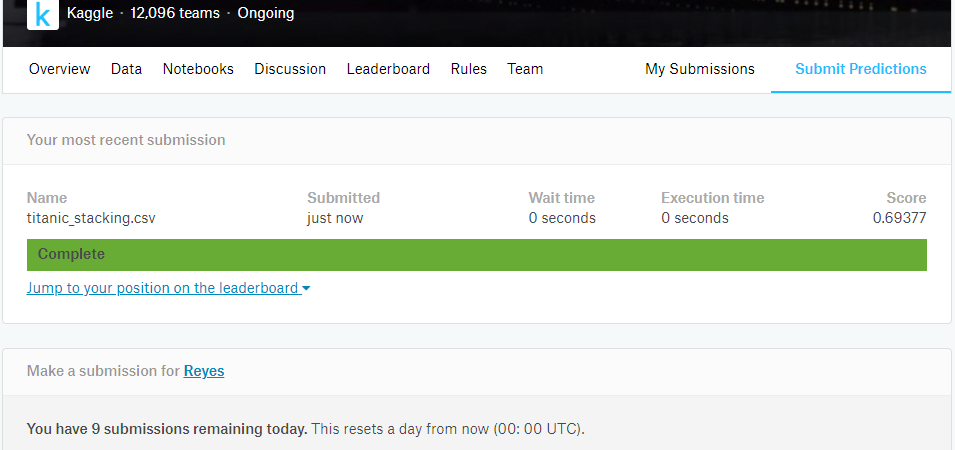 k Kaggle · 12,096 teams · Ongoing
Overview Data Notebooks Discussion Leaderboard Rules Team My Submissions Submit Predictions
Your most recent submission
Name Submitted Wait time Execution time Score
titanic_stacking.csv just now 0 seconds 0 seconds 0.69377
Complete
Jump to your position on the leaderboard
Make a submission for Reyes
You have 9 submissions remaining today. This resets a day from now (00: 00 UTC).